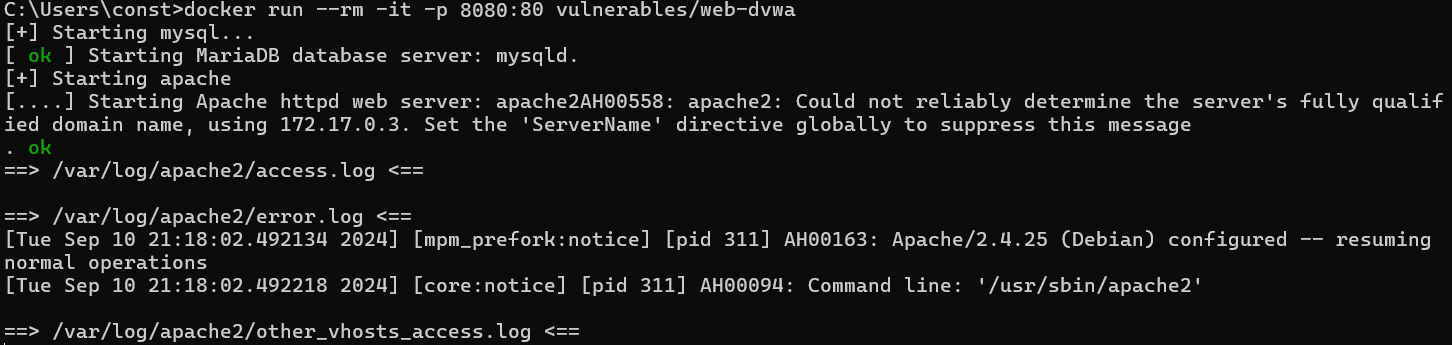 C:\Users\const>docker run --rm -it -p 8080:80 vulnerables/web-dvwa
[+] Starting mysql...
[ ok ] Starting MariaDB database server: mysqld.
[+] Starting apache
[....] Starting Apache httpd web server: apache2AH00558: apache2: Could not reliably determine the server's fully qualif
ied domain name, using 172.17.0.3. Set the 'ServerName' directive globally to suppress this message
. ok
==> /var/log/apache2/access.log <==
==> /var/log/apache2/error.log <==
[Tue Sep 10 21:18:02.492134 2024] [mpm_prefork:notice] [pid 311] AH00163: Apache/2.4.25 (Debian) configured -- resuming
normal operations
[Tue Sep 10 21:18:02.492218 2024] [core:notice] [pid 311] AH00094: Command line: '/usr/sbin/apache2'
==> /var/log/apache2/other_vhosts_access.log <==